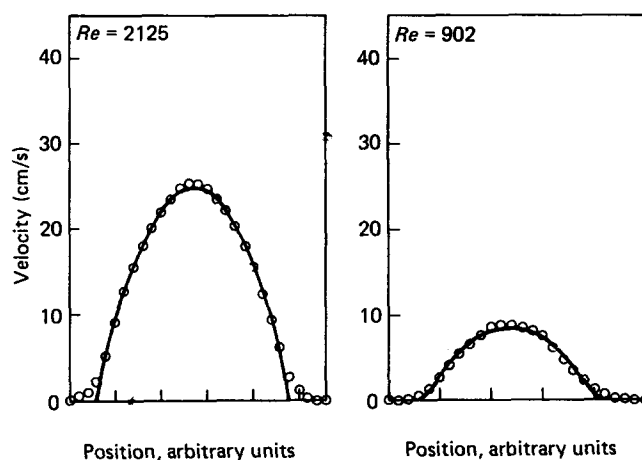 Re = 2125
40
30
20
10
0
Velocity (cm/s)
Position, arbitrary units
Re = 902
40
30
20
10
0
Position, arbitrary units